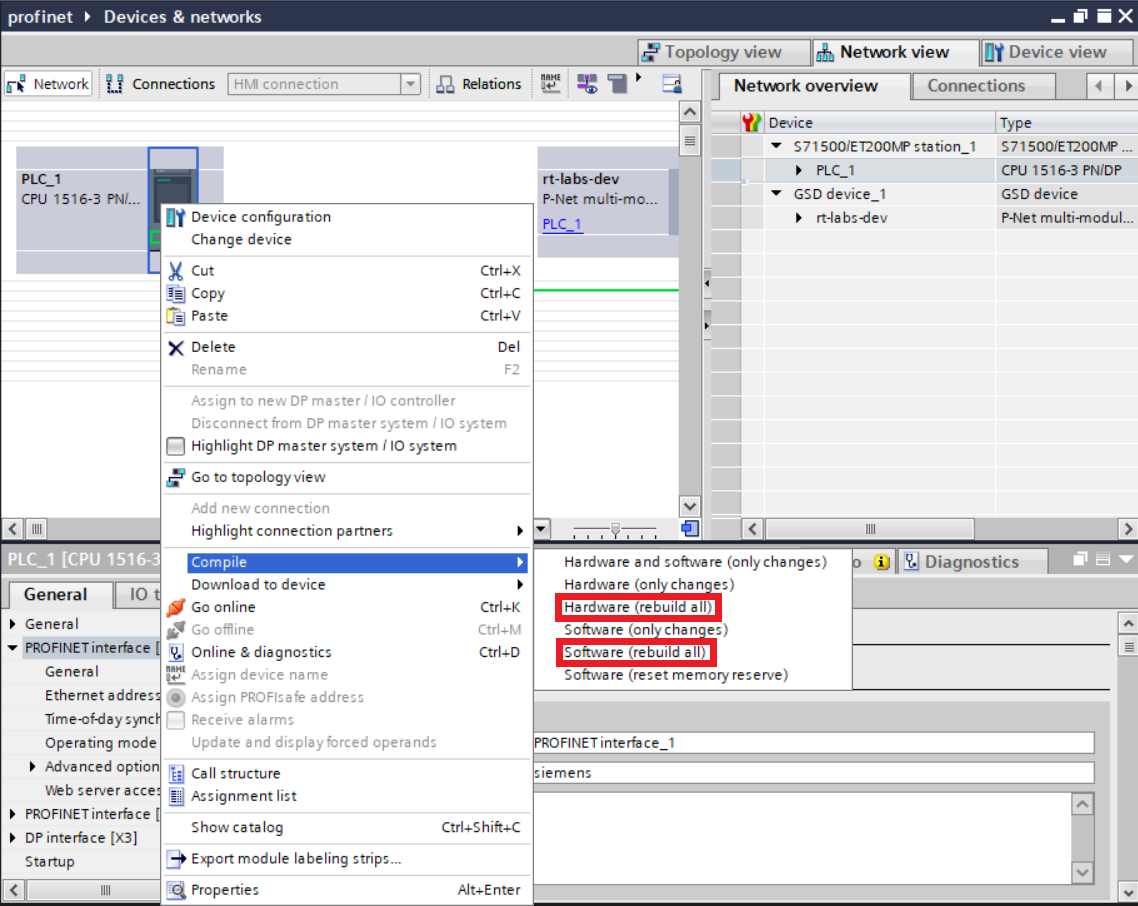 profinet ▸ Devices & networks
Topology view
Network view
Device view
Network
Connections
HMI connection
Relations
Network overview
Connections
Device
Type
S71500/ET200MP station_1
S71500/ET200MP ...
PLC_1
CPU 1516-3 PN/DP
GSD device_1
GSD device
rt-labs-dev
P-Net multi-modul...
PLC_1
CPU 1516-3 PN/...
rt-labs-dev
P-Net multi-mo...
PLC_1
Device configuration
Change device
Cut Ctrl+X
Copy Ctrl+C
Paste Ctrl+V
Delete Del
Rename F2
Assign to new DP master / IO controller
Disconnect from DP master system / IO system
Highlight DP master system / IO system
Go to topology view
Add new connection
Highlight connection partners
Compile
Download to device
Go online Ctrl+K
Go offline Ctrl+M
Online & diagnostics Ctrl+D
Assign device name
Assign PROFIsafe address
Receive alarms
Update and display forced operands
Call structure
Assignment list
Show catalog Ctrl+Shift+C
Export module labeling strips...
Properties Alt+Enter
Hardware and software (only changes)
Hardware (only changes)
Hardware (rebuild all)
Software (only changes)
Software (rebuild all)
Software (reset memory reserve)
PLC_1 [CPU 1516-3
Diagnostics
General
IO t
General
PROFINET interface [
General
Ethernet address
Time-of-day synch
Operating mode
Advanced option
Web server acces
PROFINET interface [
DP interface [X3]
Startup
PROFINET interface_1
siemens